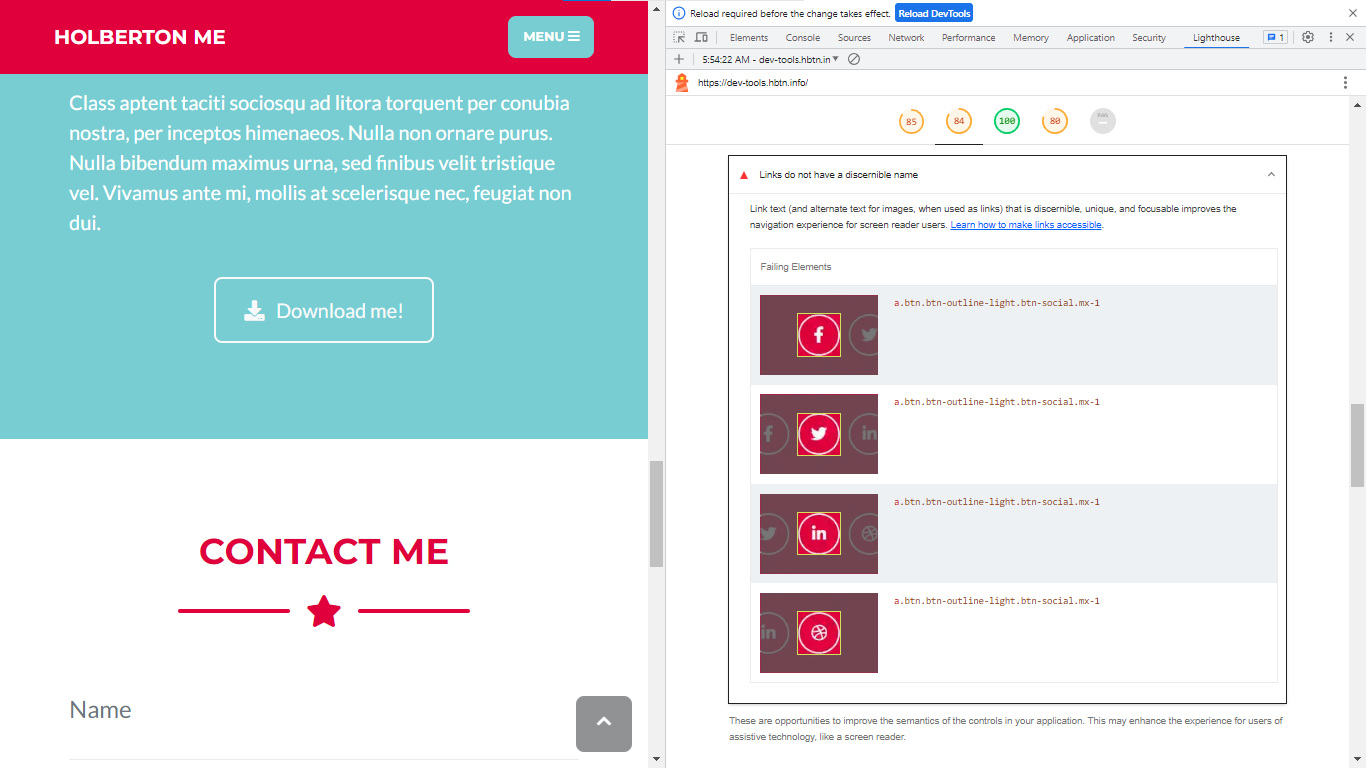 HOLBERTON ME
MENU
Class aptent taciti sociosqu ad litora torquent per conubia
nostra, per inceptos himenaeos. Nulla non ornare purus.
Nulla bibendum maximus urna, sed finibus velit tristique
vel. Vivamus ante mi, mollis at scelerisque nec, feugiat non
dui.
Download me!
CONTACT ME
Name
Reload required before the change takes effect. Reload DevTools
Elements Console Sources Network Performance Memory Application Security Lighthouse 1
5:54:22 AM - dev-tools.hbtn.in
https://dev-tools.hbtn.info/
85 84 100 80
Links do not have a discernible name
Link text (and alternate text for images, when used as links) that is discernible, unique, and focusable improves the
navigation experience for screen reader users. Learn how to make links accessible.
Failing Elements
a.btn.btn-outline-light.btn-social.mx-1
a.btn.btn-outline-light.btn-social.mx-1
a.btn.btn-outline-light.btn-social.mx-1
a.btn.btn-outline-light.btn-social.mx-1
These are opportunities to improve the semantics of the controls in your application. This may enhance the experience for users of
assistive technology, like a screen reader.